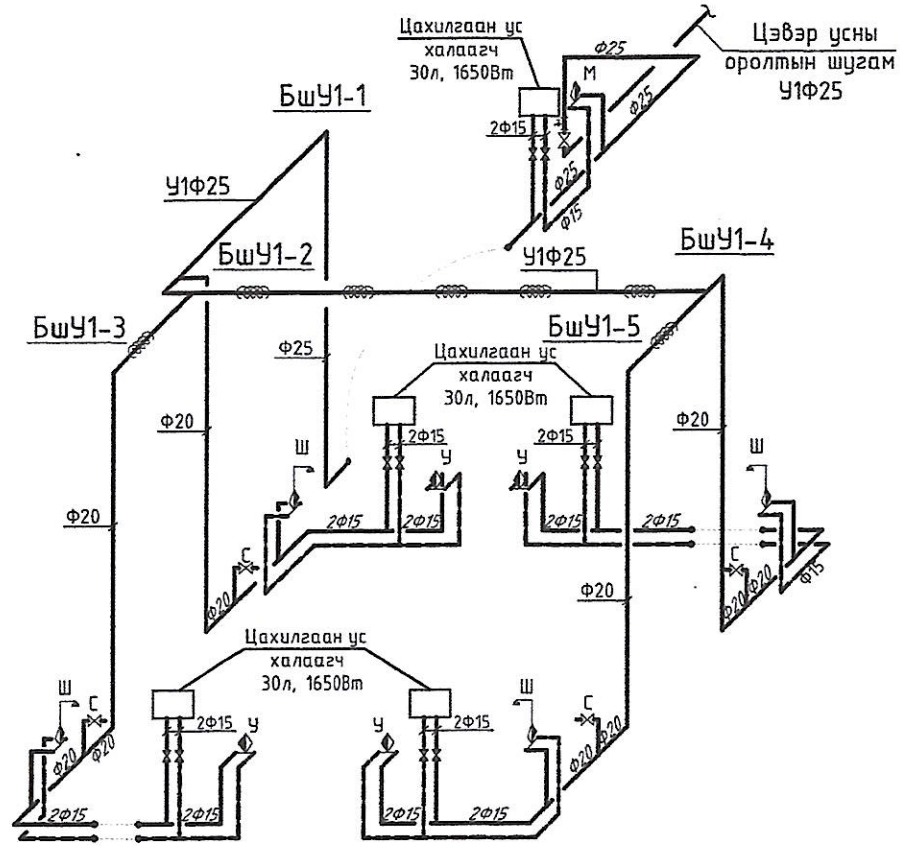 Цахилгаан ус
халаагч
30л, 1650Вт
Цэвэр усны
оролтын шугам
У1Ф25
Ф25
М
БшУ1-1
2Ф15
Ф25
У1Ф25
Ф25
Ф15
БшУ1-2
У1Ф25
БшУ1-4
БшУ1-3
БшУ1-5
Ф25
Цахилгаан ус
халаагч
30л, 1650Вт
Ф20
2Ф15
2Ф15
Ф20
Ш
У
У
Ш
Ф20
2Ф15
2Ф15
2Ф15
2Ф15
С
С
Ф20
Ф20
Ф20
Ф20
Ф15
Цахилгаан ус
халаагч
30л, 1650Вт
Ш
С
2Ф15
У
У
2Ф15
Ш
С
Ф20
Ф20
Ф20
Ф20
2Ф15
2Ф15
2Ф15
2Ф15